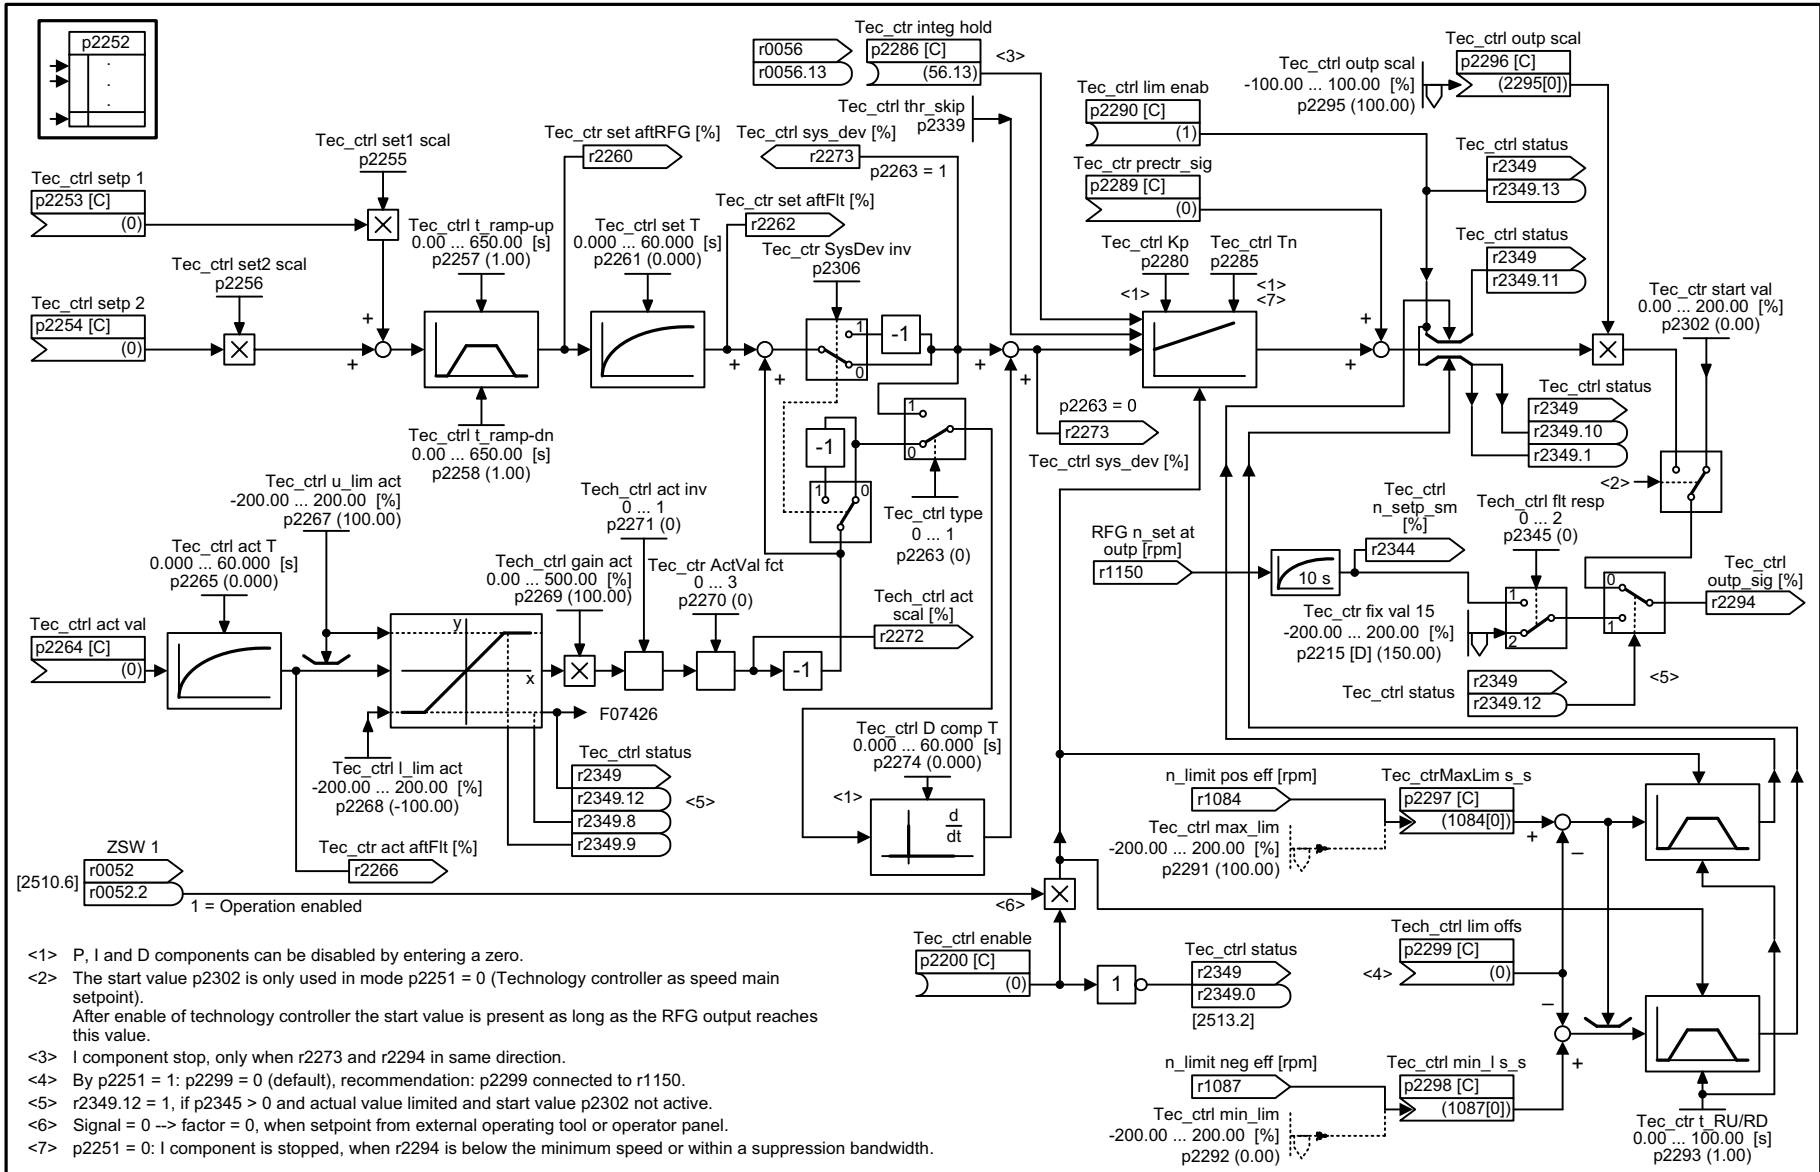 p2252
Tec_ctr integ hold
r0056
r0056.13
p2286 [C]
(56.13)
<3>
Tec_ctrl thr_skip
p2339
Tec_ctrl lim enab
p2290 [C]
(1)
Tec_ctr prectr_sig
p2289 [C]
(0)
Tec_ctrl outp scal
-100.00 ... 100.00 [%]
p2295 (100.00)
Tec_ctrl outp scal
p2296 [C]
(2295[0])
Tec_ctrl status
r2349
r2349.13
Tec_ctrl status
r2349
r2349.11
Tec_ctrl set1 scal
p2255
Tec_ctrl setp 1
p2253 [C]
(0)
Tec_ctrl set2 scal
p2256
Tec_ctrl setp 2
p2254 [C]
(0)
+
+
Tec_ctrl t_ramp-up
0.00 ... 650.00 [s]
p2257 (1.00)
Tec_ctrl t_ramp-dn
0.00 ... 650.00 [s]
p2258 (1.00)
Tec_ctr set aftRFG [%]
r2260
Tec_ctrl set T
0.000 ... 60.000 [s]
p2261 (0.000)
Tec_ctrl sys_dev [%]
r2273
p2263 = 1
Tec_ctr set aftFlt [%]
r2262
Tec_ctr SysDev inv
p2306
+
+
1
0
-1
+
+
-1
1
0
1
0
Tec_ctrl type
0 ... 1
p2263 (0)
p2263 = 0
r2273
Tec_ctrl sys_dev [%]
Tec_ctrl Kp
p2280
<1>
Tec_ctrl Tn
p2285
<1>
<7>
+
+
Tec_ctr start val
0.00 ... 200.00 [%]
p2302 (0.00)
Tec_ctrl status
r2349
r2349.10
r2349.1
<2>
Tec_ctrl u_lim act
-200.00 ... 200.00 [%]
p2267 (100.00)
Tec_ctrl act T
0.000 ... 60.000 [s]
p2265 (0.000)
Tec_ctrl act val
p2264 [C]
(0)
y
x
Tec_ctrl l_lim act
-200.00 ... 200.00 [%]
p2268 (-100.00)
Tec_ctr act aftFlt [%]
r2266
Tech_ctrl gain act
0.00 ... 500.00 [%]
p2269 (100.00)
Tech_ctrl act inv
0 ... 1
p2271 (0)
Tec_ctr ActVal fct
0 ... 3
p2270 (0)
Tech_ctrl act
scal [%]
r2272
-1
F07426
Tec_ctrl status
r2349
r2349.12
r2349.8
r2349.9
<5>
Tec_ctrl D comp T
0.000 ... 60.000 [s]
p2274 (0.000)
<1>
d
dt
RFG n_set at
outp [rpm]
r1150
10 s
Tec_ctrl
n_setp_sm
[%]
r2344
Tech_ctrl flt resp
0 ... 2
p2345 (0)
Tec_ctr fix val 15
-200.00 ... 200.00 [%]
p2215 [D] (150.00)
1
2
0
1
Tec_ctrl
outp_sig [%]
r2294
Tec_ctrl status
r2349
r2349.12
<5>
ZSW 1
[2510.6]
r0052
r0052.2
1 = Operation enabled
<6>
Tec_ctrl enable
p2200 [C]
(0)
1
Tec_ctrl status
r2349
r2349.0
[2513.2]
n_limit pos eff [rpm]
r1084
Tec_ctrl max_lim
-200.00 ... 200.00 [%]
p2291 (100.00)
Tec_ctrMaxLim s_s
p2297 [C]
(1084[0])
+
–
Tech_ctrl lim offs
p2299 [C]
(0)
<4>
–
+
n_limit neg eff [rpm]
r1087
Tec_ctrl min_lim
-200.00 ... 200.00 [%]
p2292 (0.00)
Tec_ctrl min_l s_s
p2298 [C]
(1087[0])
Tec_ctr t_RU/RD
0.00 ... 100.00 [s]
p2293 (1.00)
<1> P, I and D components can be disabled by entering a zero.
<2> The start value p2302 is only used in mode p2251 = 0 (Technology controller as speed main
setpoint).
After enable of technology controller the start value is present as long as the RFG output reaches
this value.
<3> I component stop, only when r2273 and r2294 in same direction.
<4> By p2251 = 1: p2299 = 0 (default), recommendation: p2299 connected to r1150.
<5> r2349.12 = 1, if p2345 > 0 and actual value limited and start value p2302 not active.
<6> Signal = 0 --> factor = 0, when setpoint from external operating tool or operator panel.
<7> p2251 = 0: I component is stopped, when r2294 is below the minimum speed or within a suppression bandwidth.